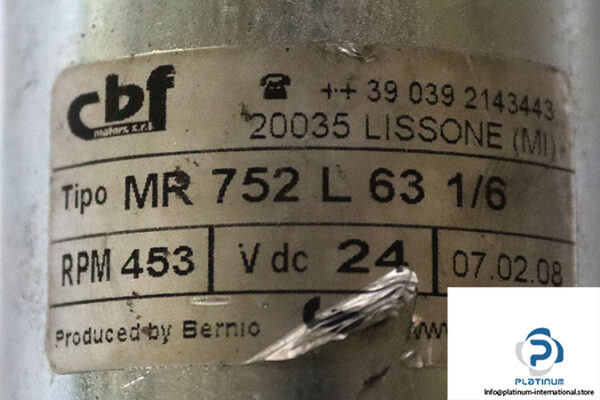 cbf
motors s.r.l.
☎ ++ 39 039 2143443
20035 LISSONE (MI)
Tipo MR 752 L 63 1/6
RPM 453 V dc 24 07.02.08
Produced by Bernio
PLATINUM
https://platinum-international.store